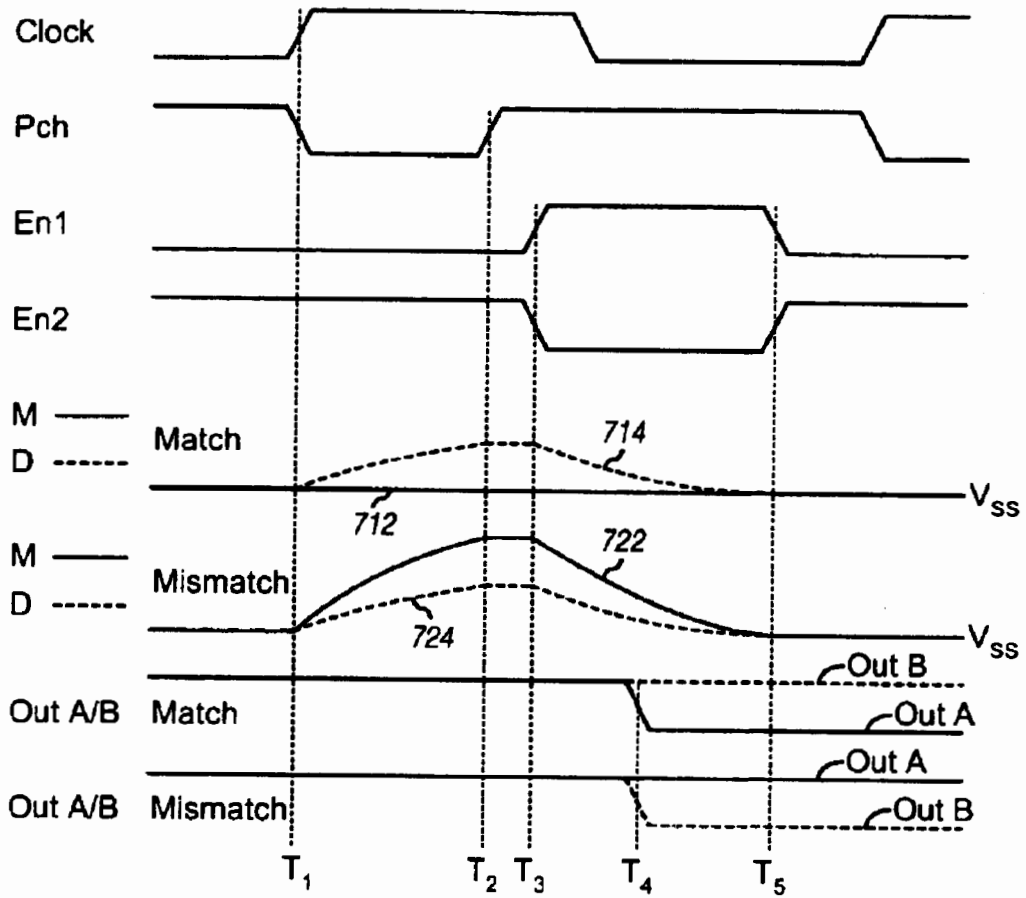 Clock
Pch
En1
En2
M
Match
D
714
712
VSS
M
Mismatch
D
722
724
VSS
Out B
Out A/B Match
Out A
Out A
Out A/B Mismatch
Out B
T1 T2 T3 T4 T5